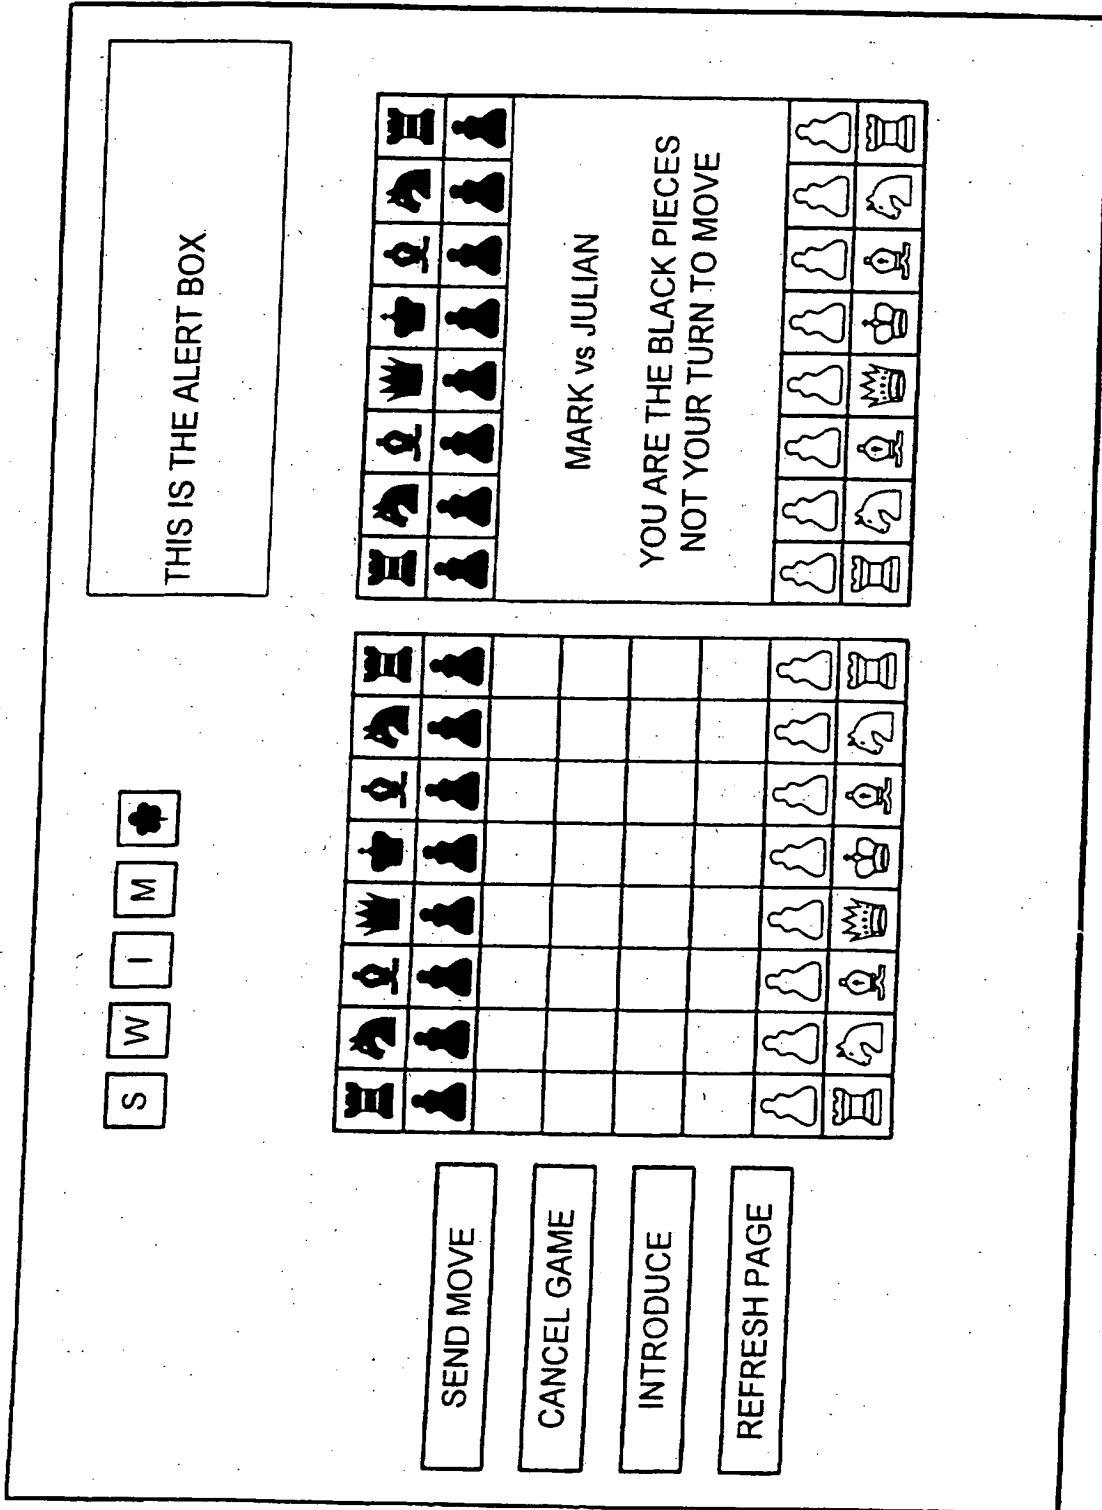 S W I M
THIS IS THE ALERT BOX
SEND MOVE
CANCEL GAME
INTRODUCE
REFRESH PAGE
MARK vs JULIAN
YOU ARE THE BLACK PIECES
NOT YOUR TURN TO MOVE